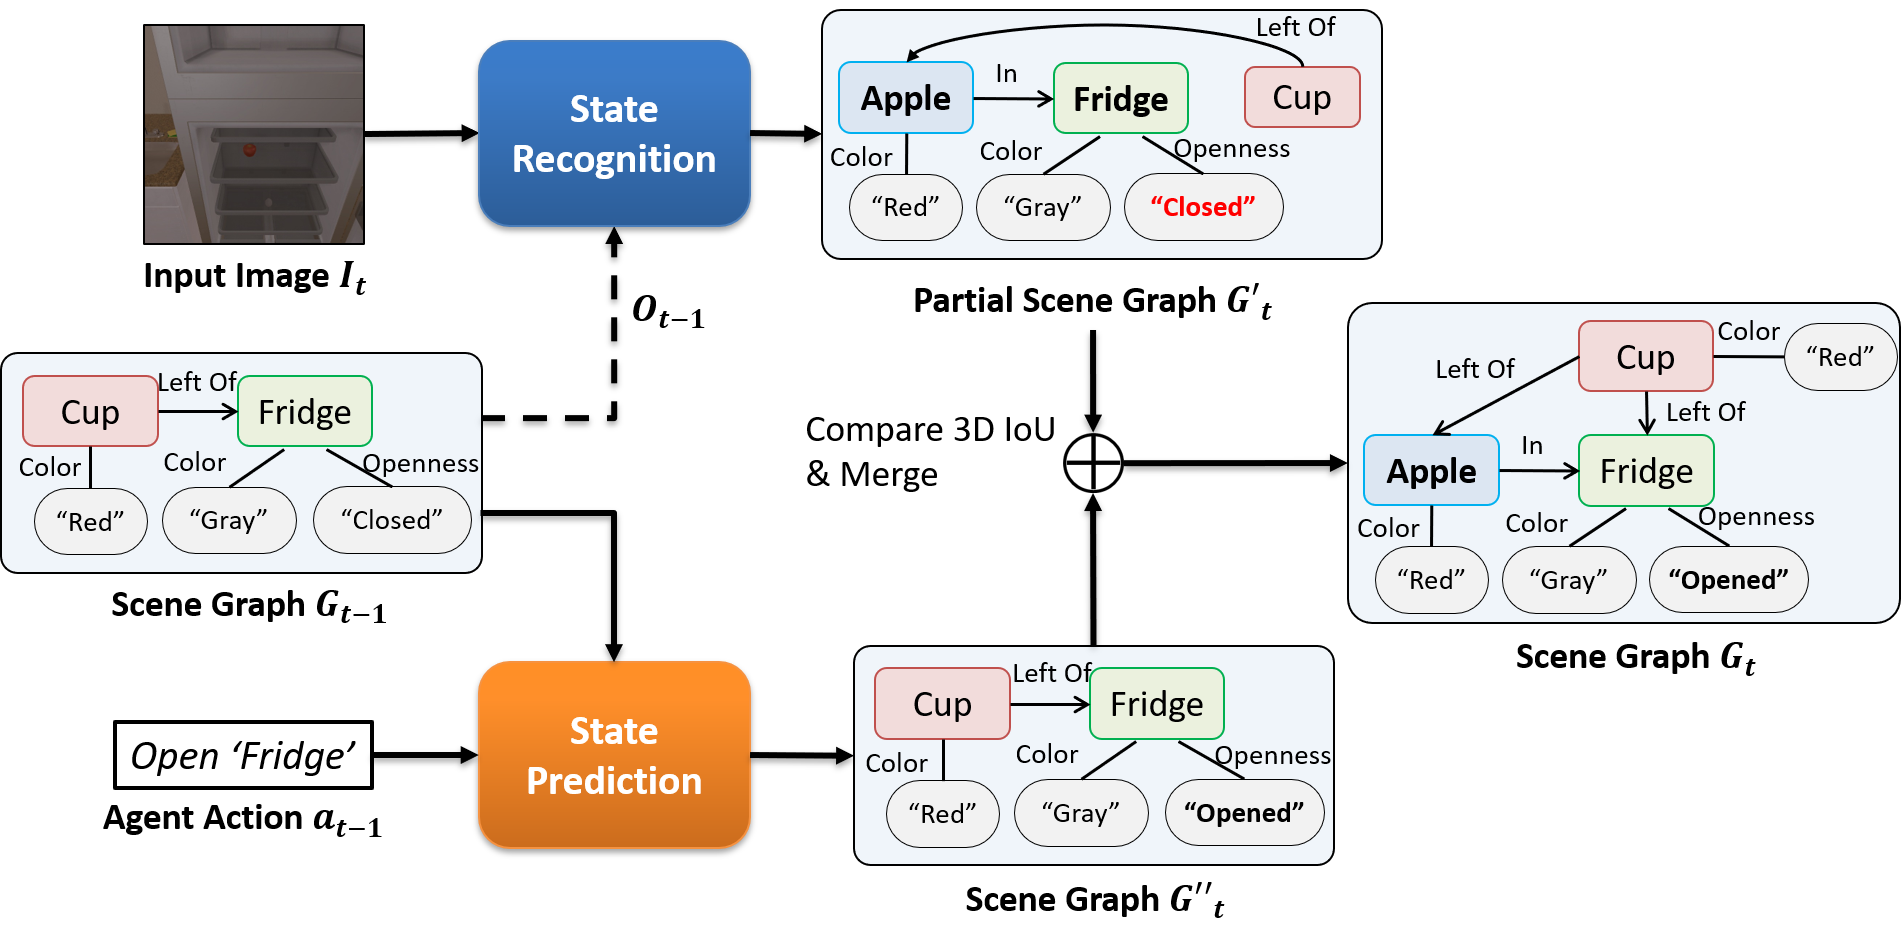 State
Recognition
Input Image I_t
O_{t−1}
Left Of
Apple
In
Fridge
Cup
Color
Color
Openness
“Red”
“Gray”
“Closed”
Partial Scene Graph G′_t
Cup
Left Of
Fridge
Color
Color
Openness
“Red”
“Gray”
“Closed”
Scene Graph G_{t−1}
Compare 3D IoU
& Merge
Cup
Color
“Red”
Left Of
Left Of
Apple
In
Fridge
Color
Color
Openness
“Red”
“Gray”
“Opened”
Scene Graph G_t
Open ‘Fridge’
Agent Action a_{t−1}
State
Prediction
Cup
Left Of
Fridge
Color
Color
Openness
“Red”
“Gray”
“Opened”
Scene Graph G′′_t